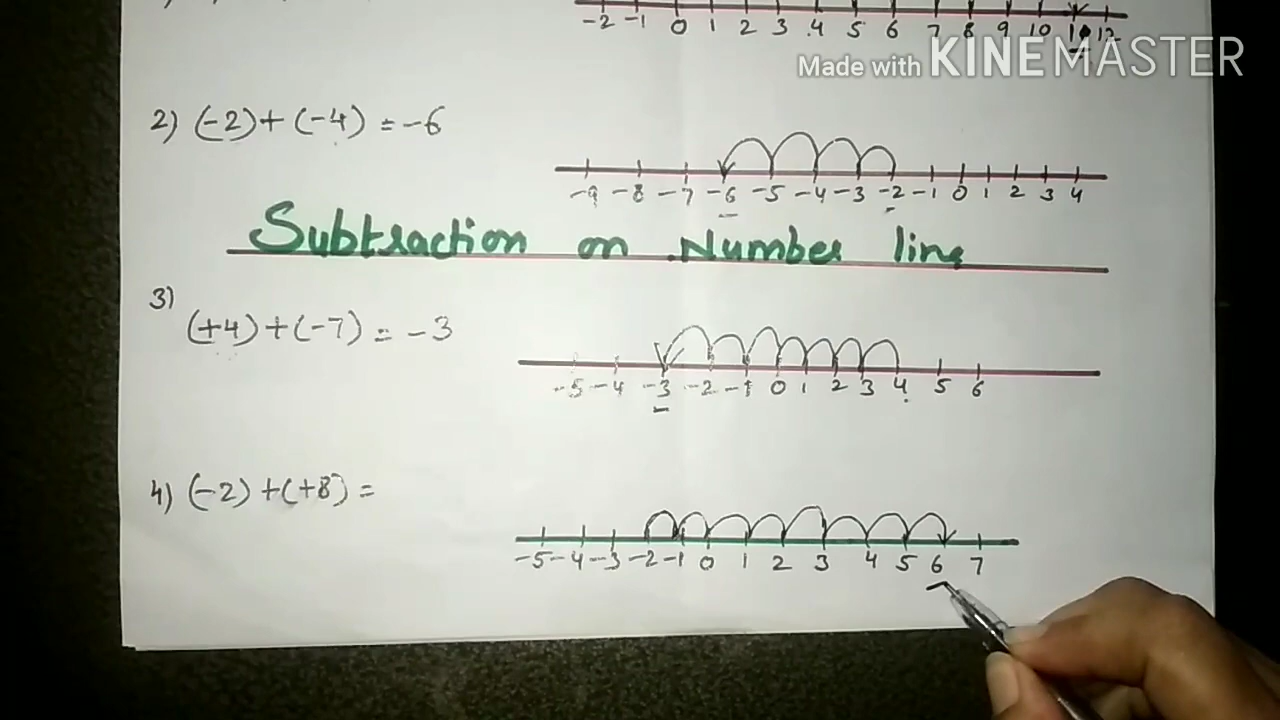 -2 -1 0 1 2 3 4 5 6 7 8 9 10 12
Made with KINEMASTER
2) (-2)+(-4) = -6
-9 -8 -7 -6 -5 -4 -3 -2 -1 0 1 2 3 4
Subtraction on Number line
3)
(+4)+(-7) = -3
-5 -4 -3 -2 -1 0 1 2 3 4 5 6
4) (-2)+(+8) =
-5 -4 -3 -2 -1 0 1 2 3 4 5 6 7